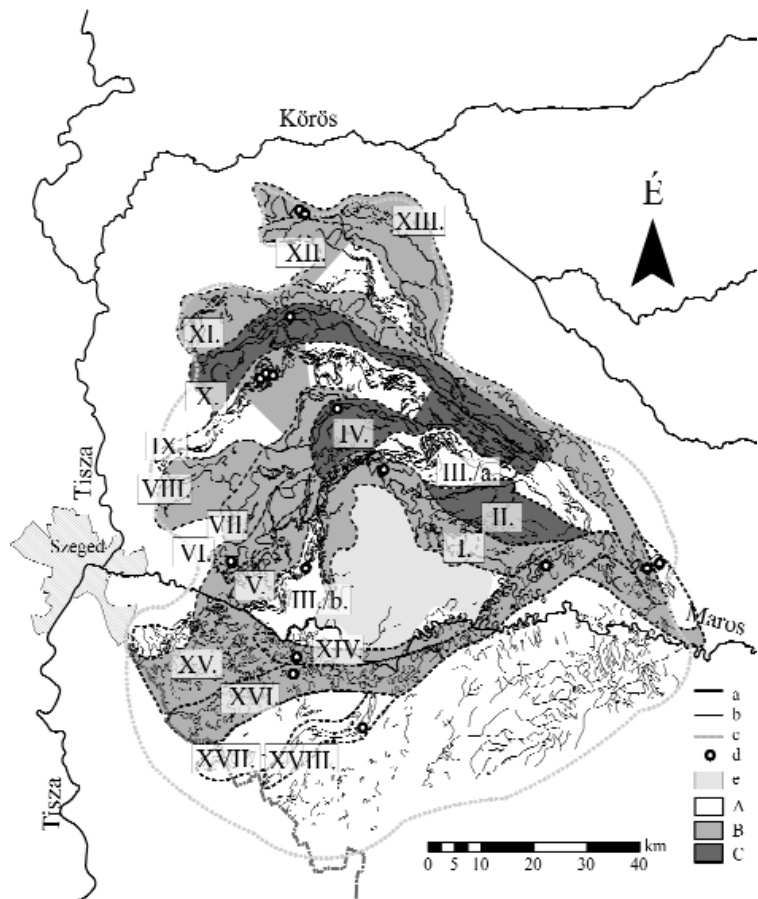 Körös
É
XIII.
XII.
XI.
X.
IV.
IX.
III./a.
VIII.
Tisza
II.
VII.
I.
Szeged
VI.
V.
III./b.
Maros
XIV.
XV.
XVI.
XVII.
XVIII.
Tisza
a
b
c
d
e
A
B
C
km
0 5 10 20 30 40